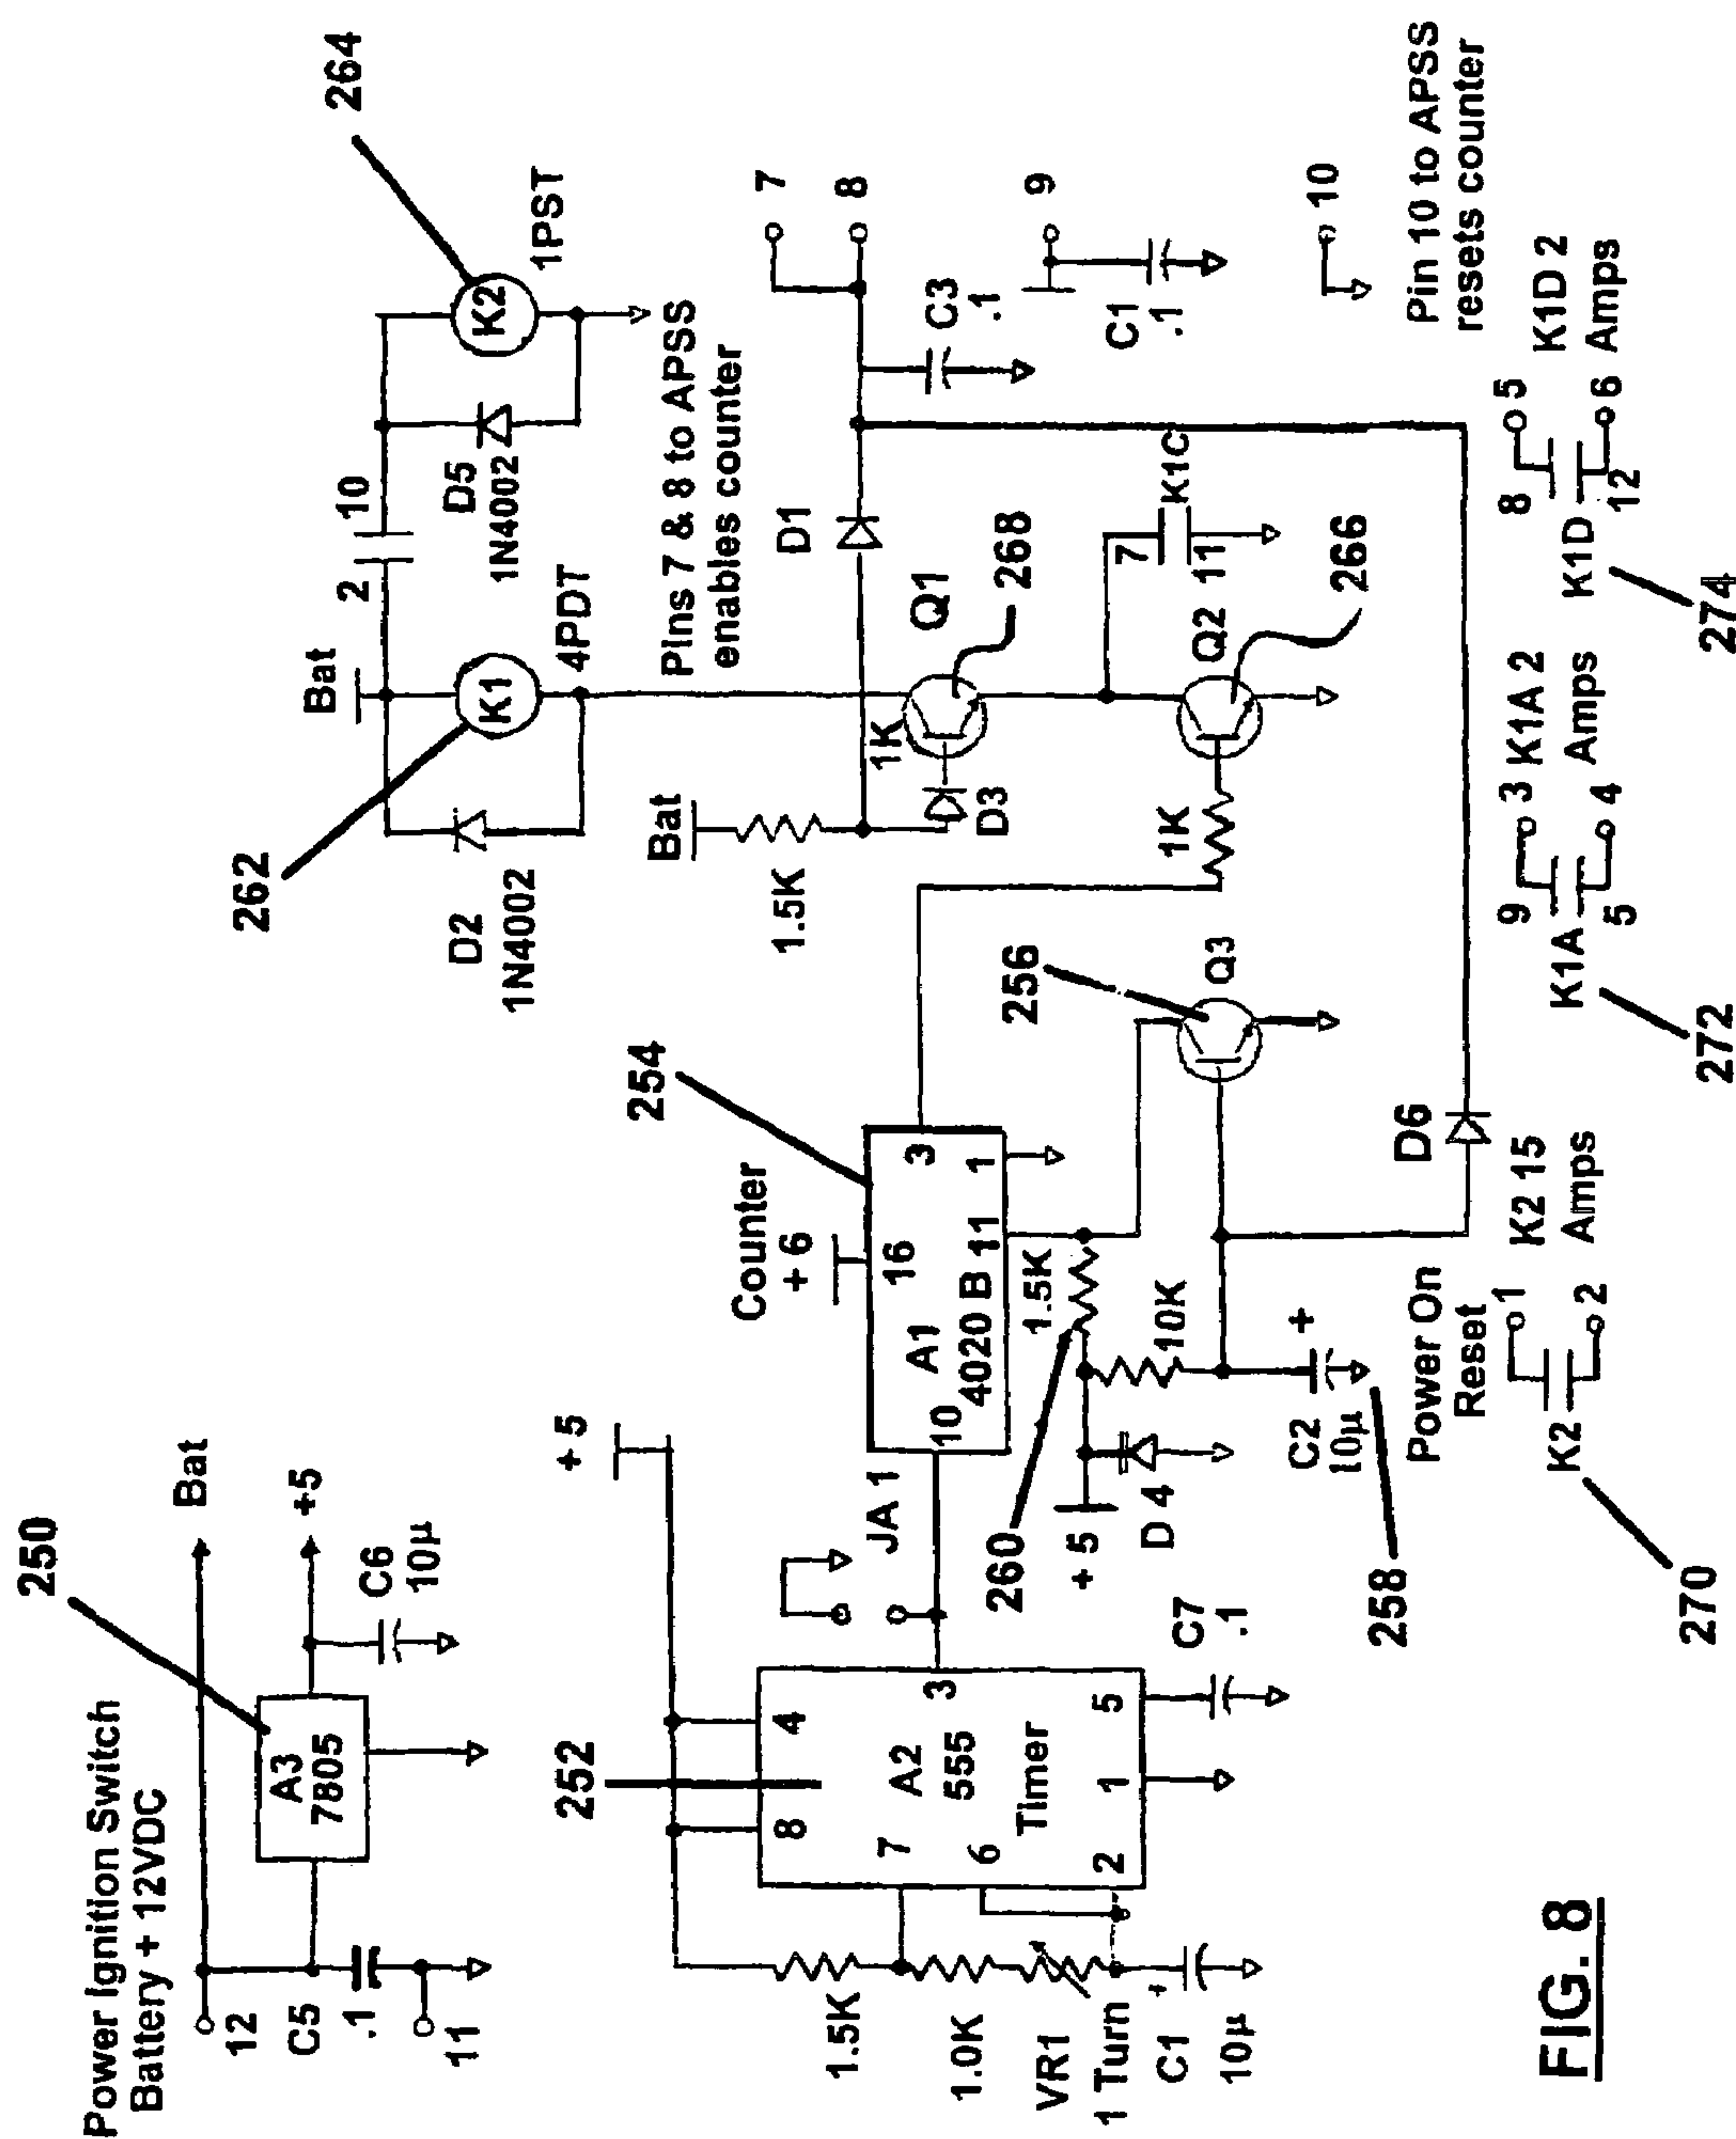 Power Ignition Switch
Battery + 12VDC
250
12
Bat
A3
7805
+5
C5
.1
C6
10µ
11
252
+ 5
8
4
7
A2
555
3
6
Timer
2
1
5
1.5K
1.0K
VR1
1 Turn
+
C1
10µ
C7
.1
JA 1
Counter
+ 6
254
16
3
A1
4020 B
10
11
1
260
1.5K
10K
+ 5
D 4
C2
10µ
+
258
Power On
Reset
256
Q3
D6
262
D2
1N4002
Bat
K1
4PDT
2
10
D5
1N4002
K2
1PST
264
Pins 7 & 8 to APSS
enables counter
Bat
1.5K
D1
1K
D3
Q1
268
1K
Q2
266
7
11
K1C
7
8
C3
.1
9
C1
.1
10
Pin 10 to APSS
resets counter
K2
1
2
K2 15
Amps
270
K1A
9
3
5
4
K1A 2
Amps
272
K1D
8
5
12
6
K1D 2
Amps
274
FIG. 8